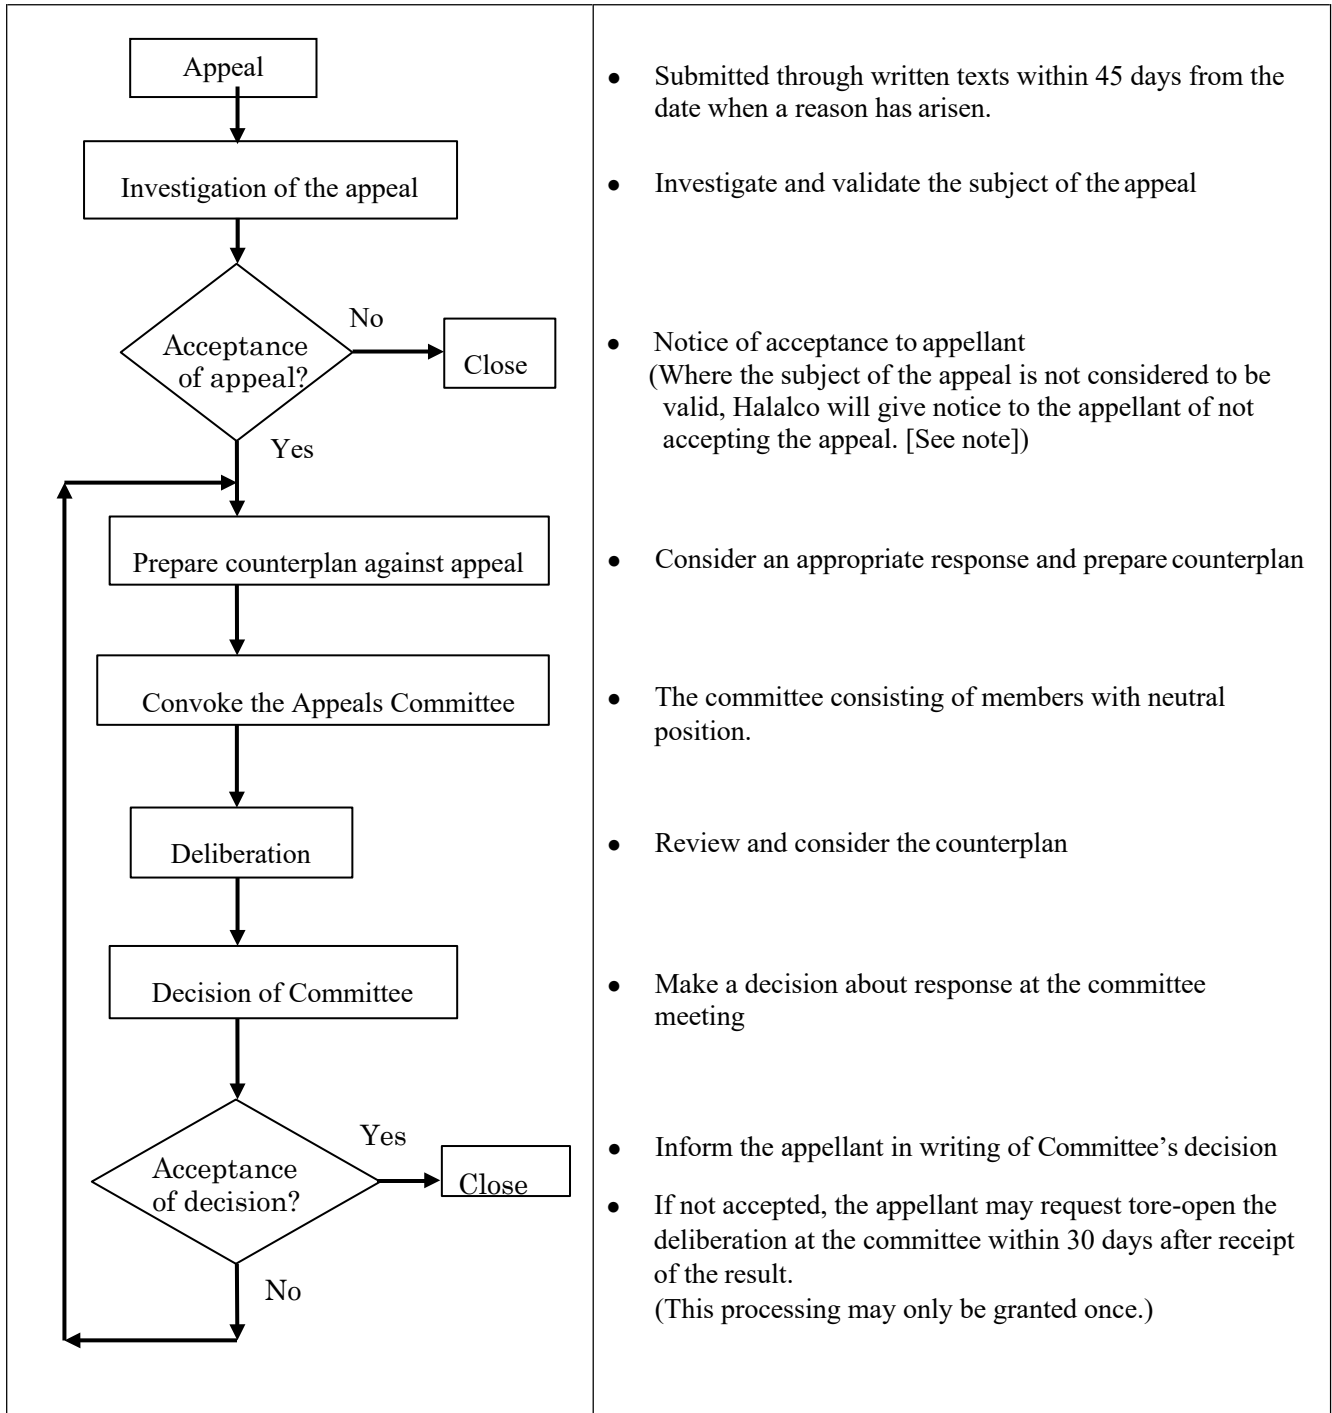 Appeal
Submitted through written texts within 45 days from the
date when a reason has arisen.
Investigation of the appeal
Investigate and validate the subject of the appeal
Acceptance
of appeal?
No
Close
Yes
Notice of acceptance to appellant
(Where the subject of the appeal is not considered to be
valid, Halalco will give notice to the appellant of not
accepting the appeal. [See note])
Prepare counterplan against appeal
Consider an appropriate response and prepare counterplan
Convoke the Appeals Committee
The committee consisting of members with neutral
position.
Deliberation
Review and consider the counterplan
Decision of Committee
Make a decision about response at the committee
meeting
Acceptance
of decision?
Yes
Close
No
Inform the appellant in writing of Committee’s decision
If not accepted, the appellant may request tore-open the
deliberation at the committee within 30 days after receipt
of the result.
(This processing may only be granted once.)